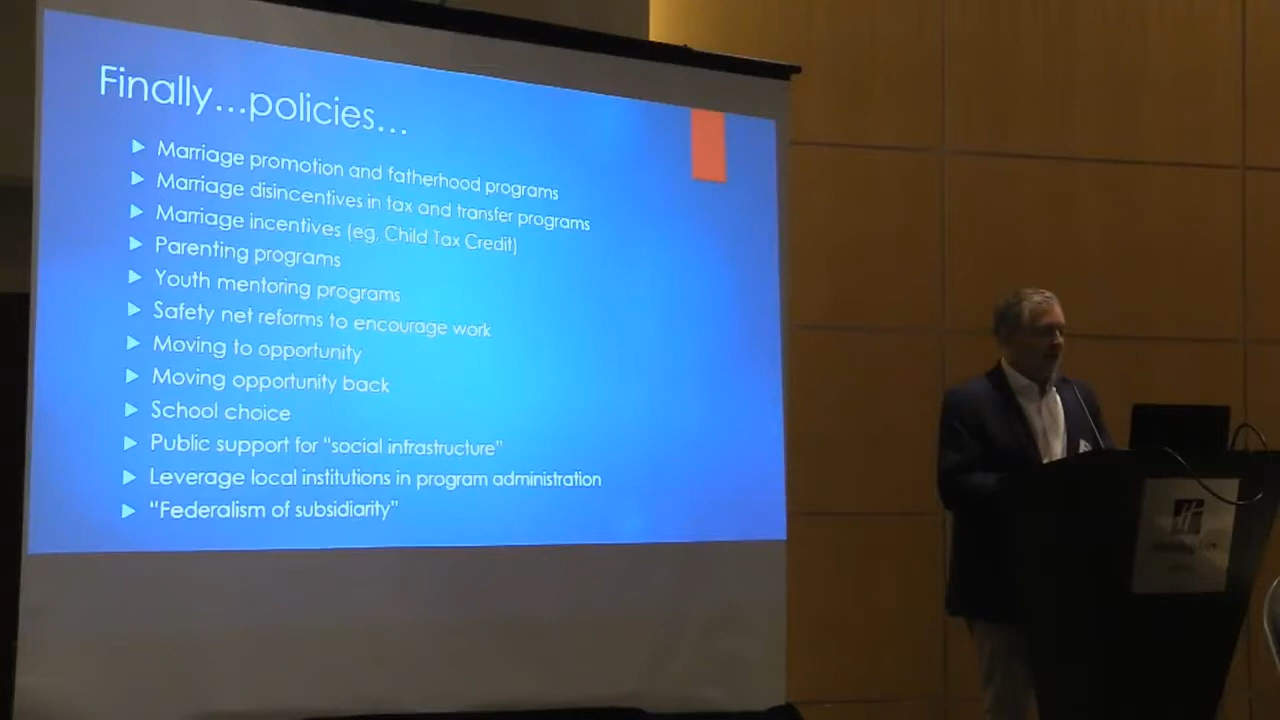 Finally...policies...
Marriage promotion and fatherhood programs
Marriage disincentives in tax and transfer programs
Marriage incentives (eg, Child Tax Credit)
Parenting programs
Youth mentoring programs
Safety net reforms to encourage work
Moving to opportunity
Moving opportunity back
School choice
Public support for "social infrastructure"
Leverage local institutions in program administration
"Federalism of subsidiarity"
H